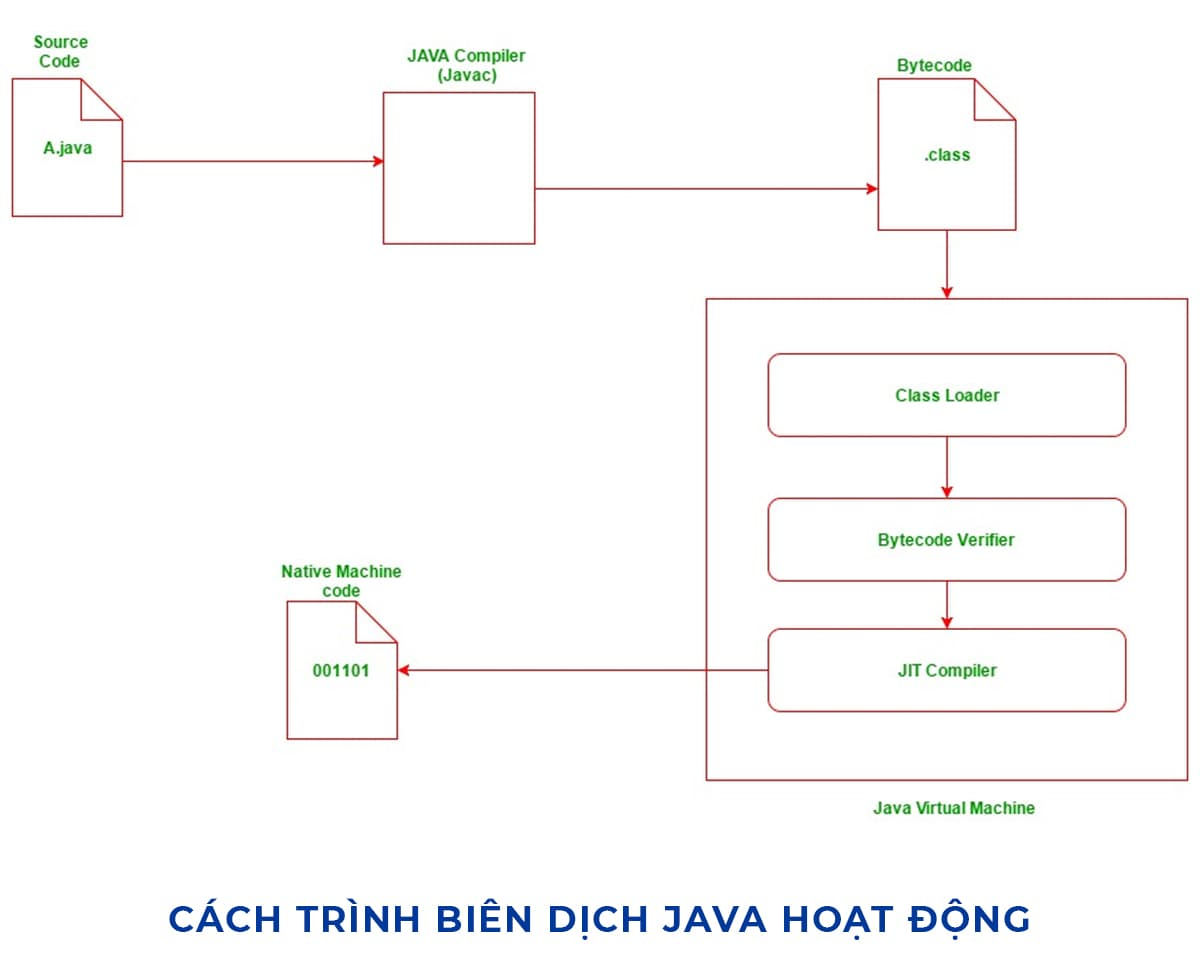 Source
Code
A.java
JAVA Compiler
(Javac)
Bytecode
.class
Class Loader
Bytecode Verifier
JIT Compiler
Java Virtual Machine
Native Machine
code
001101
CÁCH TRÌNH BIÊN DỊCH JAVA HOẠT ĐỘNG